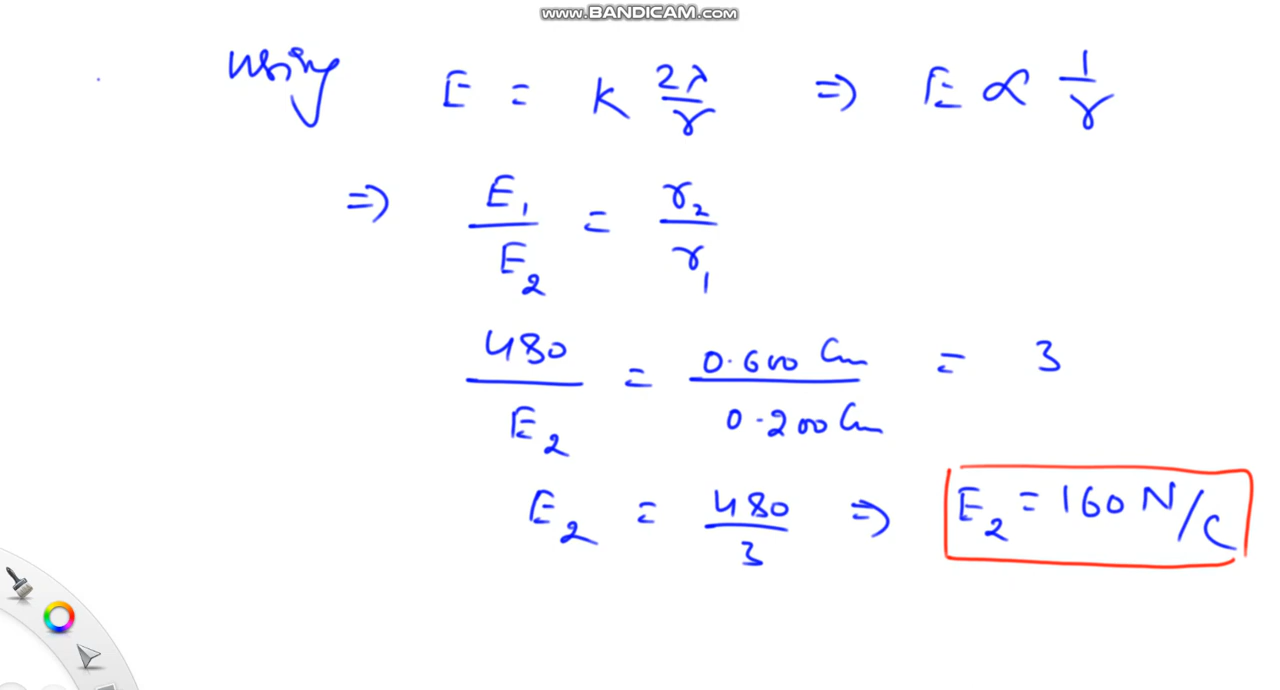 www.BANDICAM.com
using E = k 2λ/r ⇒ E ∝ 1/r
⇒ E₁/E₂ = r₂/r₁
480/E₂ = 0.600 Cm/0.200 Cm = 3
E₂ = 480/3 ⇒ E₂ = 160 N/C